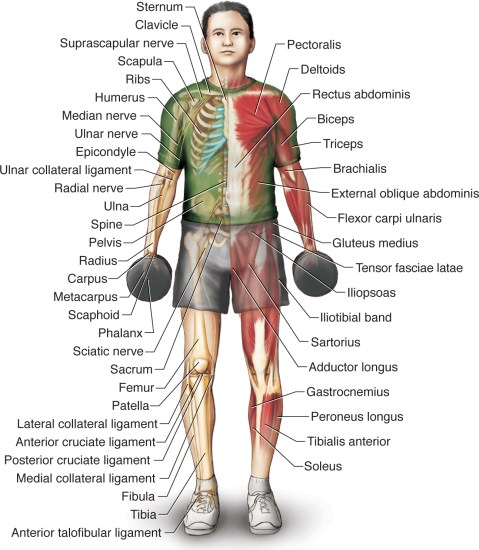 Sternum
Clavicle
Suprascapular nerve
Scapula
Ribs
Humerus
Median nerve
Ulnar nerve
Epicondyle
Ulnar collateral ligament
Radial nerve
Ulna
Spine
Pelvis
Radius
Carpus
Metacarpus
Scaphoid
Phalanx
Sciatic nerve
Sacrum
Femur
Patella
Lateral collateral ligament
Anterior cruciate ligament
Posterior cruciate ligament
Medial collateral ligament
Fibula
Tibia
Anterior talofibular ligament
Pectoralis
Deltoids
Rectus abdominis
Biceps
Triceps
Brachialis
External oblique abdominis
Flexor carpi ulnaris
Gluteus medius
Tensor fasciae latae
Iliopsoas
Iliotibial band
Sartorius
Adductor longus
Gastrocnemius
Peroneus longus
Tibialis anterior
Soleus